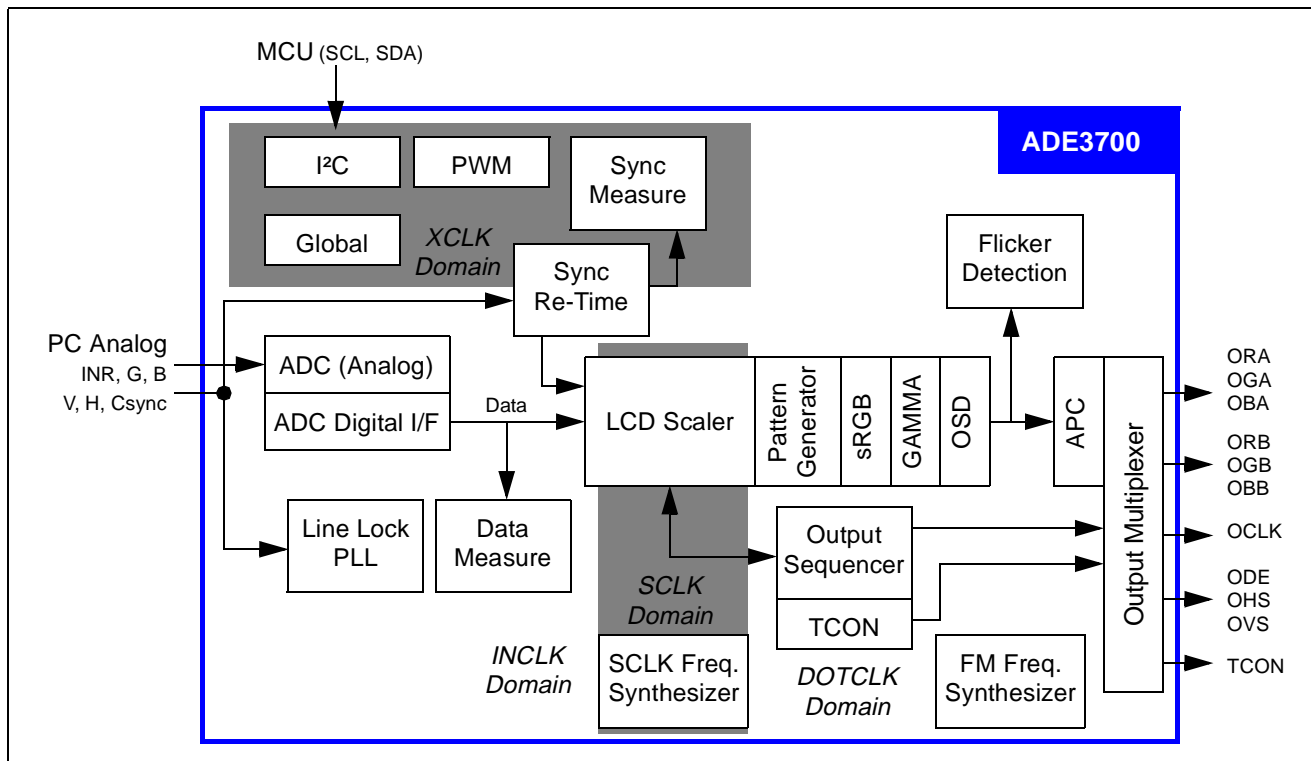 MCU (SCL, SDA)
ADE3700
I²C
PWM
Sync
Measure
Global
XCLK
Domain
Sync
Re-Time
Flicker
Detection
PC Analog
INR, G, B
V, H, Csync
ADC (Analog)
ADC Digital I/F
Data
LCD Scaler
Pattern
Generator
sRGB
GAMMA
OSD
APC
Output Multiplexer
ORA
OGA
OBA
ORB
OGB
OBB
OCLK
ODE
OHS
OVS
TCON
Line Lock
PLL
Data
Measure
Output
Sequencer
TCON
SCLK
Domain
INCLK
Domain
SCLK Freq.
Synthesizer
DOTCLK
Domain
FM Freq.
Synthesizer